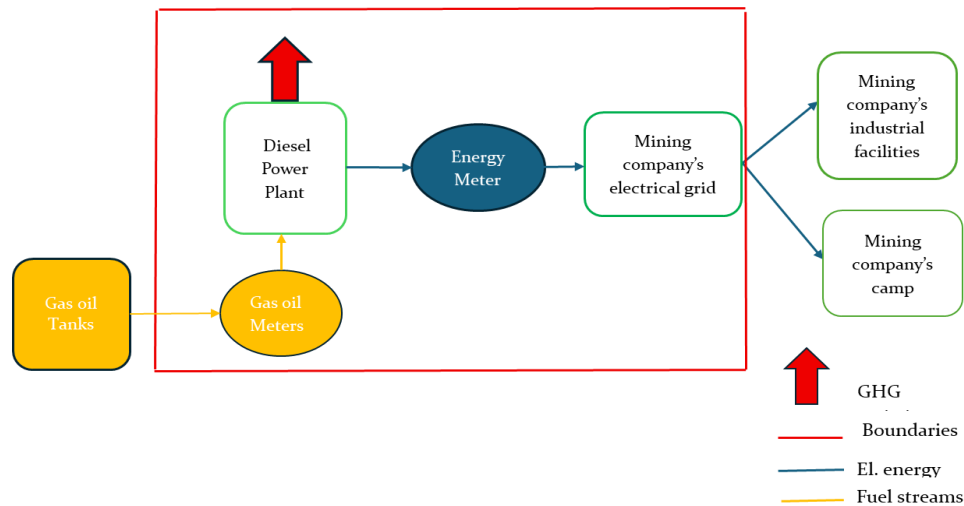 Diesel
Power
Plant
Energy
Meter
Mining
company's
electrical grid
Mining
company's
industrial
facilities
Mining
company's
camp
Gas oil
Tanks
Gas oil
Meters
GHG
Boundaries
El. energy
Fuel streams